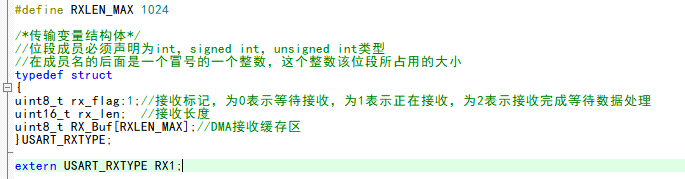 #define RXLEN_MAX 1024
/*传输变量结构体*/
//位段成员必须声明为int, signed int, unsigned int类型
//在成员名的后面是一个冒号的一个整数，这个整数该位段所占用的大小
typedef struct
{
uint8_t rx_flag:1;//接收标记，为0表示等待接收，为1表示正在接收，为2表示接收完成等待数据处理
uint16_t rx_len;  //接收长度
uint8_t RX_Buf[RXLEN_MAX];//DMA接收缓存区
}USART_RXTYPE;
extern USART_RXTYPE RX1;